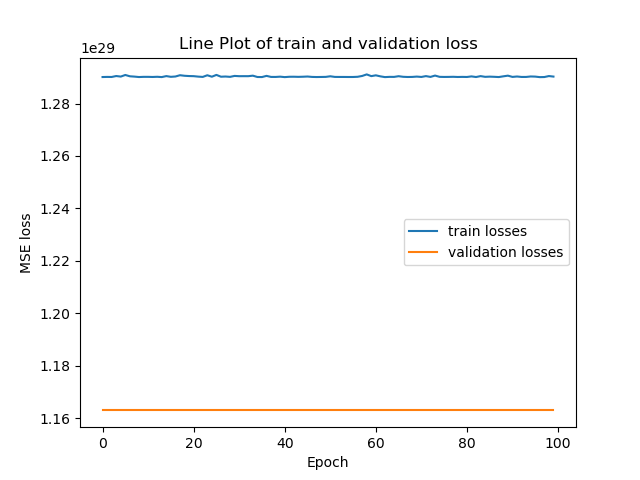 Line Plot of train and validation loss
1e29
1.28
1.26
1.24
1.22
1.20
1.18
1.16
MSE loss
train losses
validation losses
0 20 40 60 80 100
Epoch